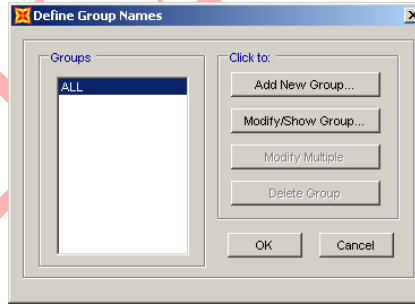 Define Group Names
Groups
ALL
Click to:
Add New Group...
Modify/Show Group...
Modify Multiple
Delete Group
OK
Cancel